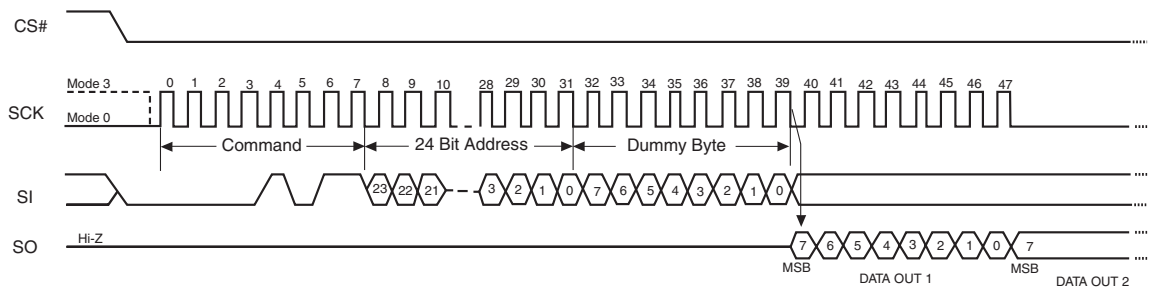 CS#
SCK
Mode 3
Mode 0
0 1 2 3 4 5 6 7 8 9 10 28 29 30 31 32 33 34 35 36 37 38 39 40 41 42 43 44 45 46 47
Command 24 Bit Address Dummy Byte
SI
23 22 21 3 2 1 0 7 6 5 4 3 2 1 0
SO
Hi-Z
7 6 5 4 3 2 1 0 7
MSB DATA OUT 1 MSB DATA OUT 2